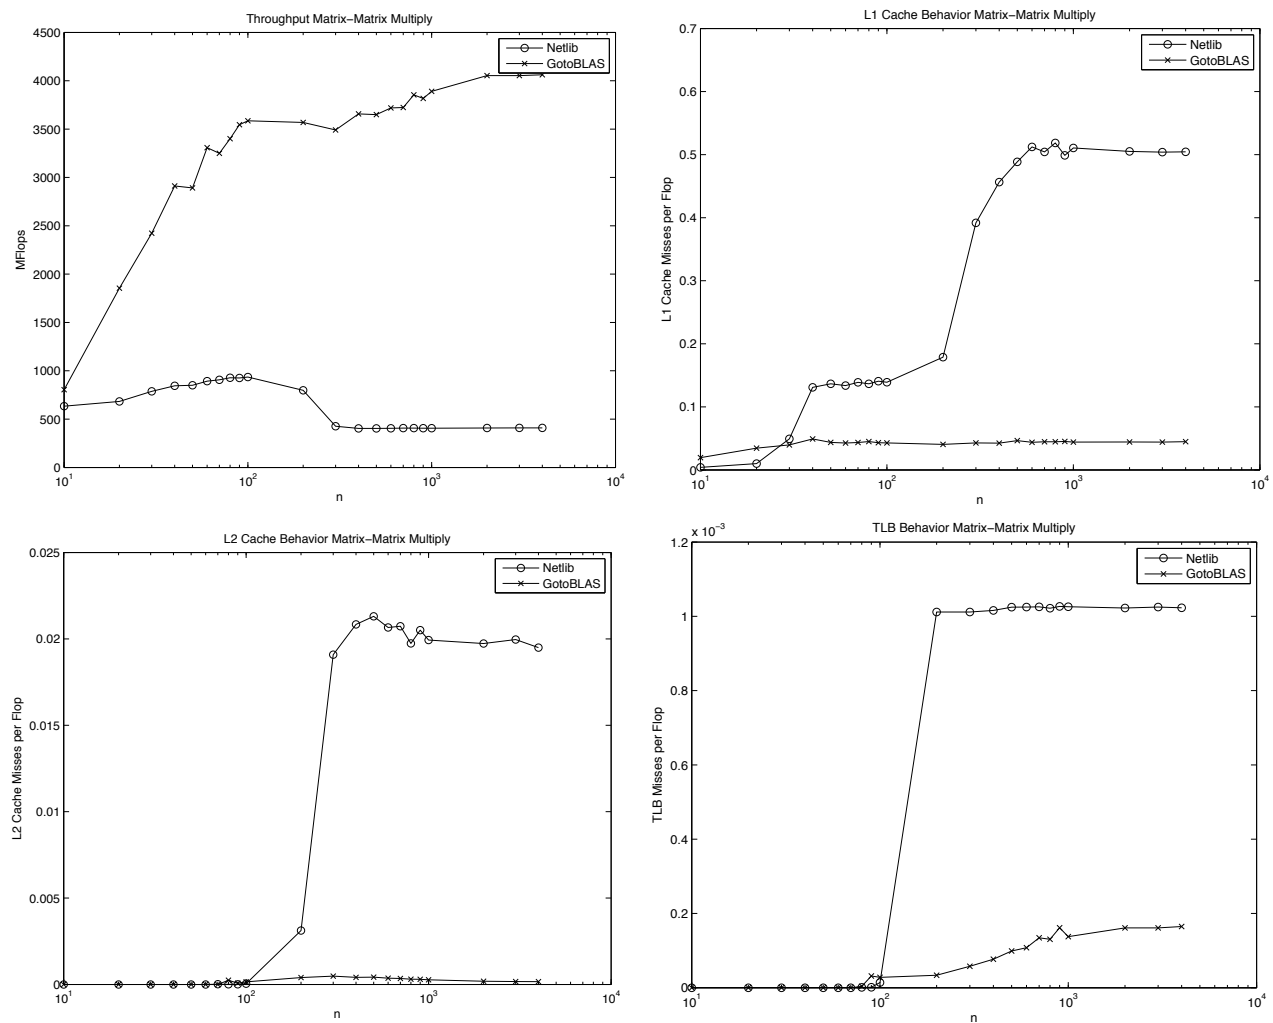 Throughput Matrix−Matrix Multiply
4500
4000
3500
3000
2500
2000
1500
1000
500
0
MFlops
10^1
10^2
10^3
10^4
n
Netlib
GotoBLAS
L1 Cache Behavior Matrix−Matrix Multiply
0.7
0.6
0.5
0.4
0.3
0.2
0.1
0
L1 Cache Misses per Flop
10^1
10^2
10^3
10^4
n
Netlib
GotoBLAS
L2 Cache Behavior Matrix−Matrix Multiply
0.025
0.02
0.015
0.01
0.005
0
L2 Cache Misses per Flop
10^1
10^2
10^3
10^4
n
Netlib
GotoBLAS
TLB Behavior Matrix−Matrix Multiply
x 10^−3
1.2
1
0.8
0.6
0.4
0.2
0
TLB Misses per Flop
10^1
10^2
10^3
10^4
n
Netlib
GotoBLAS